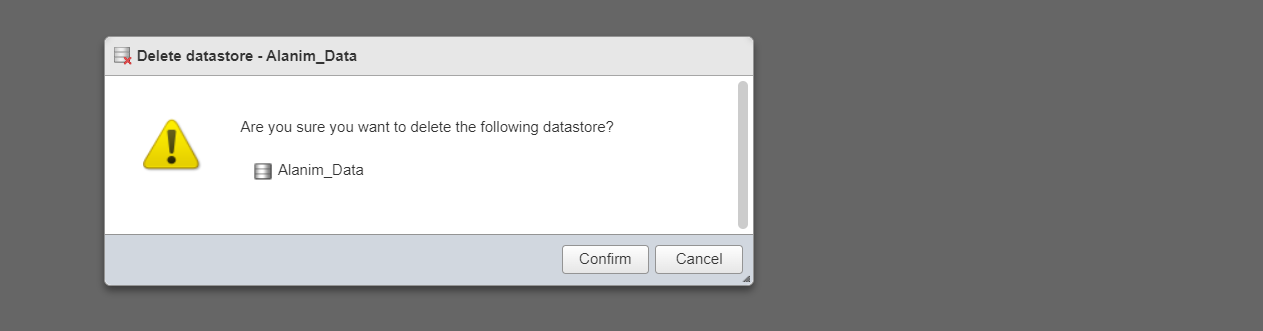 Delete datastore - Alanim_Data
Are you sure you want to delete the following datastore?
Alanim_Data
Confirm
Cancel